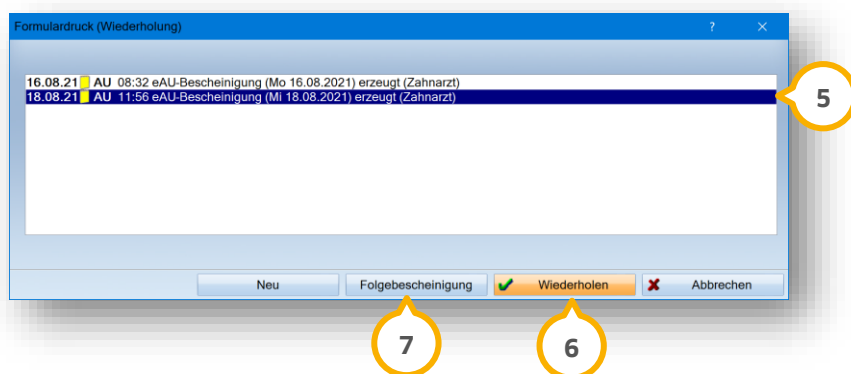 Formulardruck (Wiederholung) ? ×
16.08.21 AU 08:32 eAU-Bescheinigung (Mo 16.08.2021) erzeugt (Zahnarzt)
18.08.21 AU 11:56 eAU-Bescheinigung (Mi 18.08.2021) erzeugt (Zahnarzt)
5
Neu Folgebescheinigung Wiederholen Abbrechen
7 6